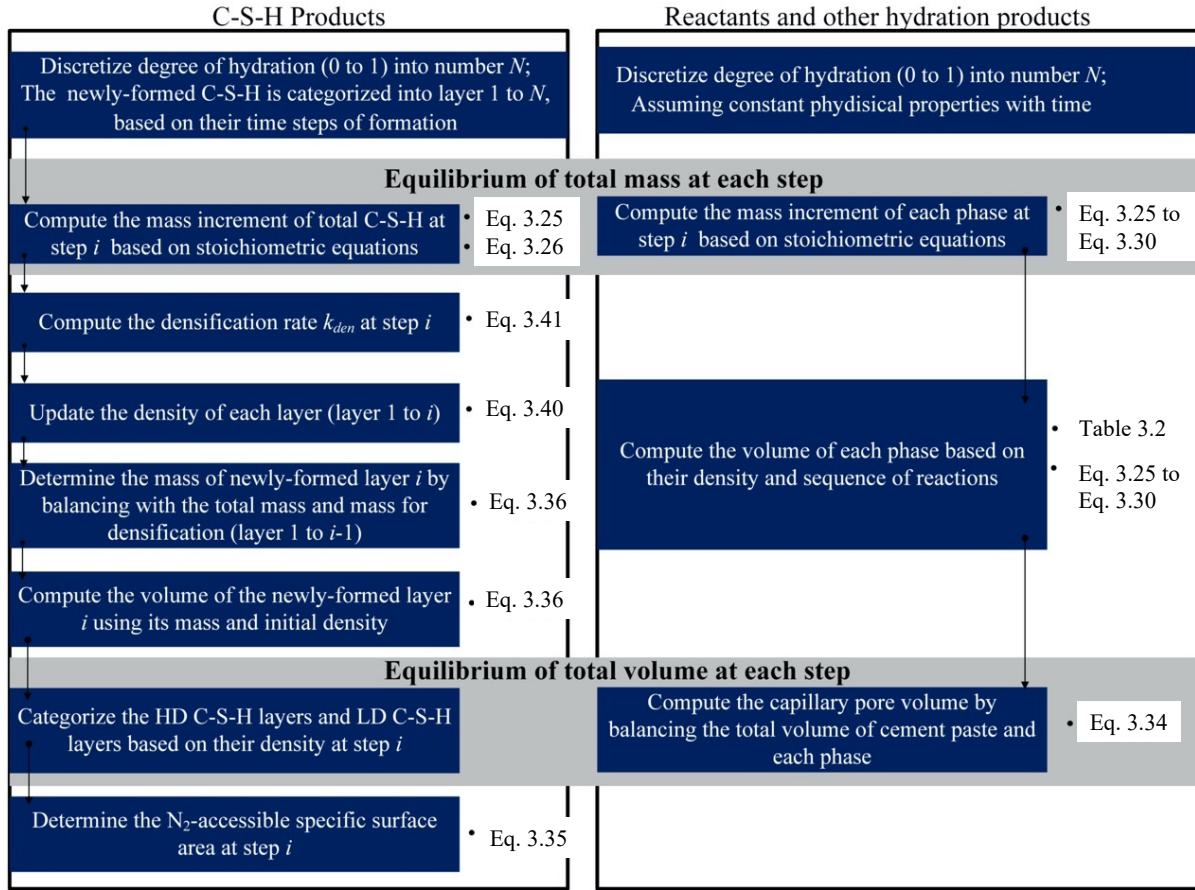 C-S-H Products
Discretize degree of hydration (0 to 1) into number N;
The newly-formed C-S-H is categorized into layer 1 to N,
based on their time steps of formation
Reactants and other hydration products
Discretize degree of hydration (0 to 1) into number N;
Assuming constant phydisical properties with time
Equilibrium of total mass at each step
Compute the mass increment of total C-S-H at
step i based on stoichiometric equations
• Eq. 3.25
• Eq. 3.26
Compute the mass increment of each phase at
step i based on stoichiometric equations
• Eq. 3.25 to
Eq. 3.30
Compute the densification rate kden at step i
• Eq. 3.41
Update the density of each layer (layer 1 to i)
• Eq. 3.40
Determine the mass of newly-formed layer i by
balancing with the total mass and mass for
densification (layer 1 to i-1)
• Eq. 3.36
Compute the volume of the newly-formed layer
i using its mass and initial density
• Eq. 3.36
Compute the volume of each phase based on
their density and sequence of reactions
• Table 3.2
• Eq. 3.25 to
Eq. 3.30
Equilibrium of total volume at each step
Categorize the HD C-S-H layers and LD C-S-H
layers based on their density at step i
Compute the capillary pore volume by
balancing the total volume of cement paste and
each phase
• Eq. 3.34
Determine the N2-accessible specific surface
area at step i
• Eq. 3.35